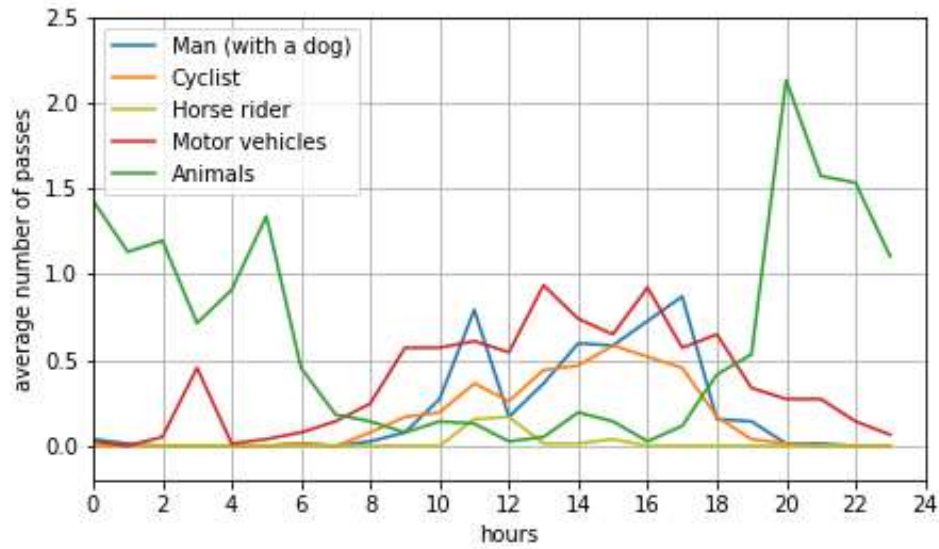 2.5
2.0
1.5
1.0
0.5
0.0
average number of passes
Man (with a dog)
Cyclist
Horse rider
Motor vehicles
Animals
0 2 4 6 8 10 12 14 16 18 20 22 24
hours